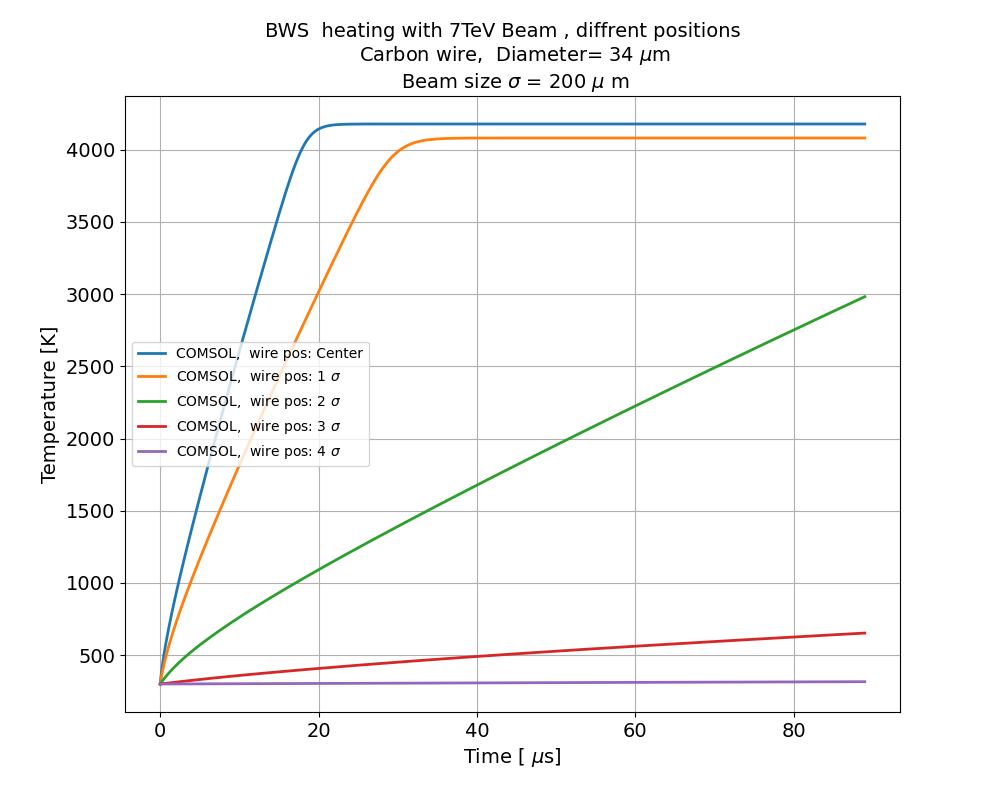 BWS  heating with 7TeV Beam , diffrent positions
Carbon wire,  Diameter= 34 μm
Beam size σ = 200 μ m
4000
3500
3000
2500
2000
1500
1000
500
Temperature [K]
COMSOL,  wire pos: Center
COMSOL,  wire pos: 1 σ
COMSOL,  wire pos: 2 σ
COMSOL,  wire pos: 3 σ
COMSOL,  wire pos: 4 σ
0 20 40 60 80
Time [ μs]